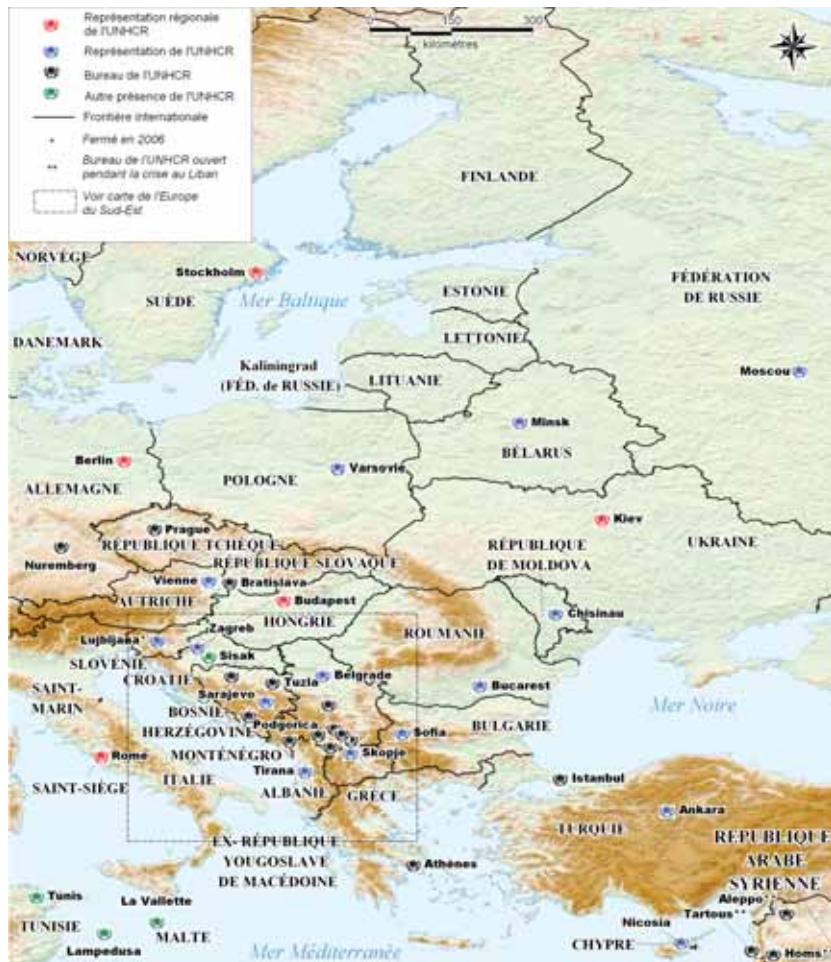 Représentation régionale
de l'UNHCR
Représentation de l'UNHCR
Bureau de l'UNHCR
Autre présence de l'UNHCR
Frontière internationale
* Fermé en 2006
** Bureau de l'UNHCR ouvert
pendant la crise au Liban
Voir carte de l'Europe
du Sud-Est
0 150 300
kilomètres
FINLANDE
NORVÈGE
Stockholm
SUÈDE
Mer Baltique
ESTONIE
FÉDÉRATION
DE RUSSIE
DANEMARK
LETTONIE
Kaliningrad
(FÉD. de RUSSIE)
LITUANIE
Moscou
Minsk
BÉLARUS
Berlin
ALLEMAGNE
POLOGNE
Varsovie
Kiev
UKRAINE
Prague
RÉPUBLIQUE TCHÈQUE
Nuremberg
RÉPUBLIQUE SLOVAQUE
RÉPUBLIQUE
DE MOLDOVA
Vienne
Bratislava
AUTRICHE
Budapest
HONGRIE
Chisinau
Zagreb
ROUMANIE
Lujbljana*
Sisak
SLOVÉNIE
CROATIE
Tuzla
Belgrade
Bucarest
SAINT-
MARIN
Sarajevo
BOSNIE
HERZÉGOVINE
Podgorica
Sofia
BULGARIE
Mer Noire
MONTÉNÉGRO
Skopje
Rome
ITALIE
Tirana
ALBANIE
GRÈCE
SAINT-SIÈGE
Istanbul
Ankara
TURQUIE
EX-RÉPUBLIQUE
YOUGOSLAVE
DE MACÉDOINE
Athènes
RÉPUBLIQUE
ARABE
SYRIENNE
Tunis
TUNISIE
La Vallette
MALTE
Lampedusa
Mer Méditerranée
Aleppo**
Tartous**
Nicosia
CHYPRE
Homs**